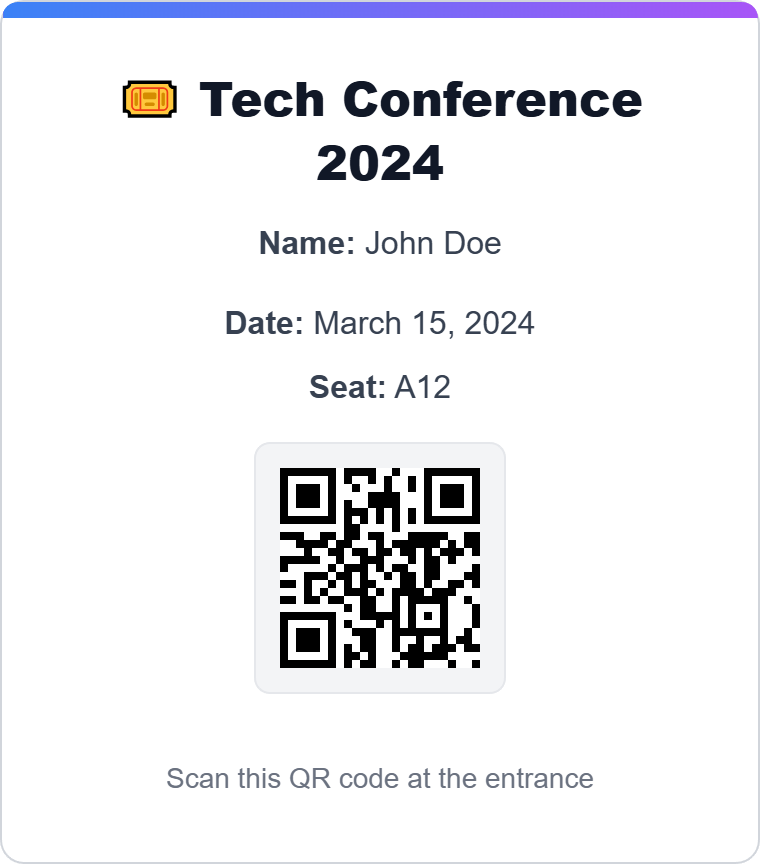 🎫 Tech Conference
2024
Name: John Doe
Date: March 15, 2024
Seat: A12
Scan this QR code at the entrance